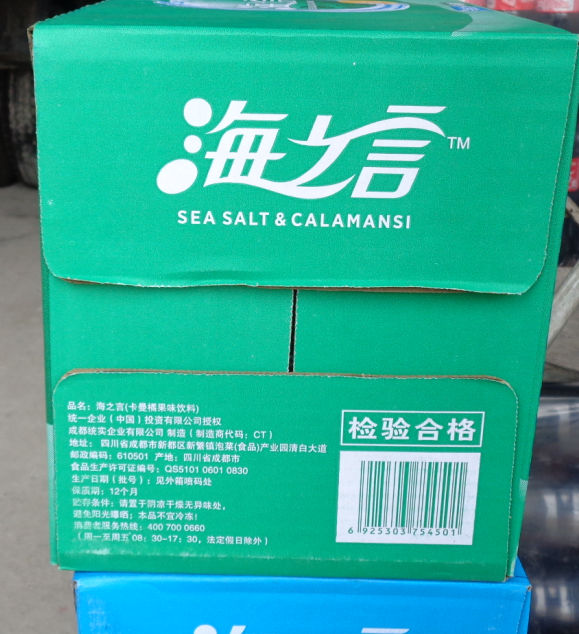 海之言™
SEA SALT & CALAMANSI
品名：海之言(卡曼橘果味饮料)
统一企业（中国）投资有限公司授权
成都统实企业有限公司 制造（制造商代码：CT）
地址：四川省成都市新都区新繁镇泡菜(食品)产业园清白大道
邮政编码：610501 产地：四川省成都市
食品生产许可证编号：QS5101 0601 0830
生产日期（批号）：见外箱喷码处
保质期：12个月
贮存条件：请置于阴凉干燥无异味处，
避免阳光曝晒；本品不宜冷冻！
消费者服务热线：400 700 0660
（周一至周五 08：30-17：30，法定假日除外）
检验合格
6 925303 754501